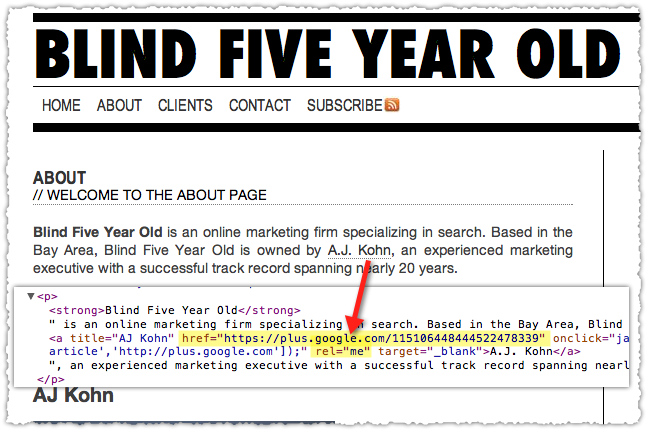 BLIND FIVE YEAR OLD
HOME ABOUT CLIENTS CONTACT SUBSCRIBE
ABOUT
// WELCOME TO THE ABOUT PAGE
Blind Five Year Old is an online marketing firm specializing in search. Based in the
Bay Area, Blind Five Year Old is owned by A.J. Kohn, an experienced marketing
executive with a successful track record spanning nearly 20 years.
▼<p>
<strong>Blind Five Year Old</strong>
" is an online marketing firm specializing in search. Based in the Bay Area, Blind
<a title="AJ Kohn" href="https://plus.google.com/115106448444522478339" onclick="ja
article','http://plus.google.com']);" rel="me" target="_blank">A.J. Kohn</a>
", an experienced marketing executive with a successful track record spanning nearl
</p>
AJ Kohn